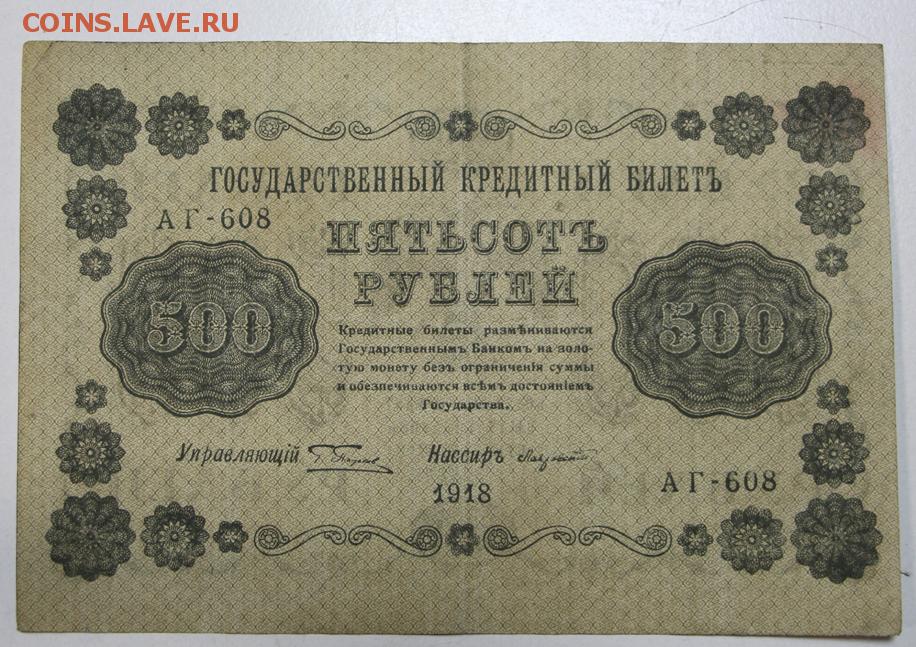 COINS.LAVE.RU
ГОСУДАРСТВЕННЫЙ КРЕДИТНЫЙ БИЛЕТЪ
АГ-608
ПЯТЬСОТЪ
РУБЛЕЙ
500
500
Кредитные билеты размѣниваются
Государственнымъ Банкомъ на золо-
тую монету безъ ограниченія суммы
и обезпечиваются всѣмъ достояніемъ
Государства.
Управляющій
Кассиръ
1918
АГ-608